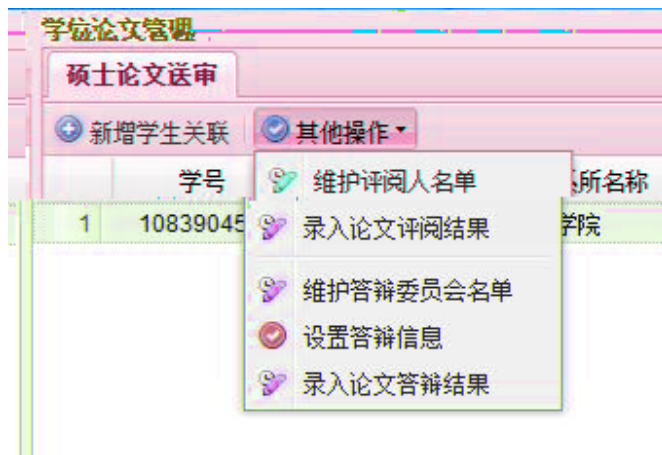 学位论文管理
硕士论文送审
新增学生关联 其他操作
学号 所名称
1 10839045 学院
维护评阅人名单
录入论文评阅结果
维护答辩委员会名单
设置答辩信息
录入论文答辩结果